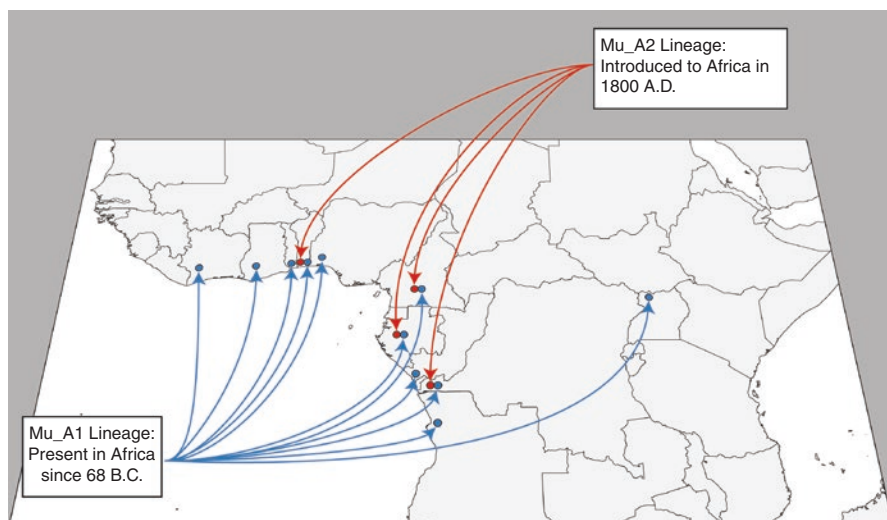 Mu_A2 Lineage:
Introduced to Africa in
1800 A.D.
Mu_A1 Lineage:
Present in Africa
since 68 B.C.